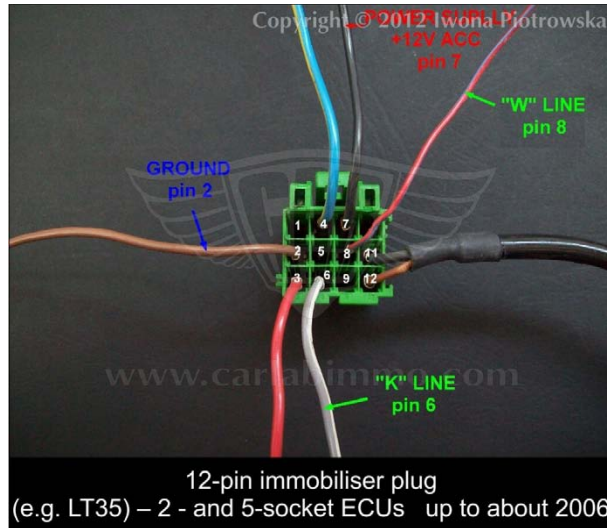 Copyright © 2012 Iwona Piotrowska
POWER SUPLLY
+12V ACC
pin 7
"W" LINE
pin 8
GROUND
pin 2
1 4 7
2 5 8 11
3 6 9 12
www.carlabimmo.com
"K" LINE
pin 6
12-pin immobiliser plug
(e.g. LT35) – 2 - and 5-socket ECUs up to about 2006